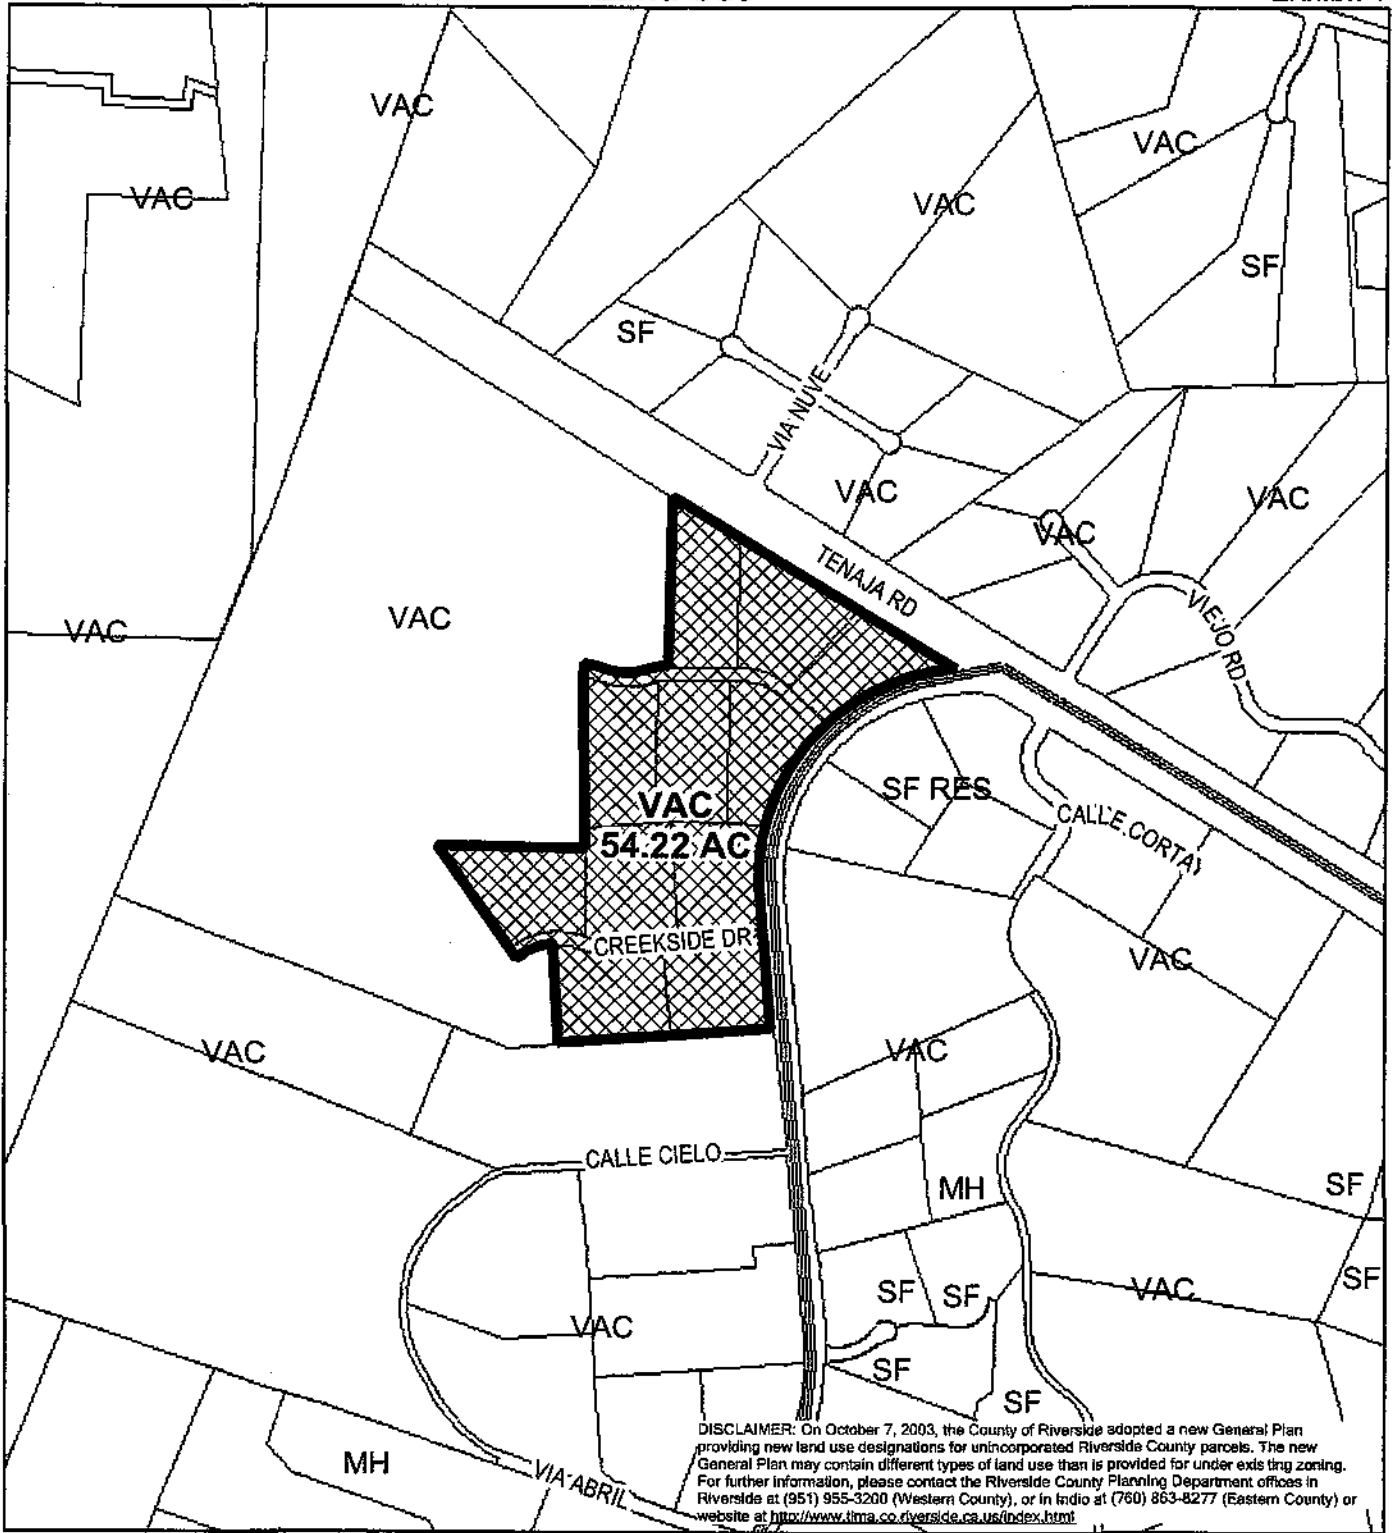 VAC
VAC
VAC
VAC
SF
SF
VIA NUVE
VAC
VAC
VAC
TENAJA RD
VIEJO RD
VAC
VAC
SF RES
CALLE CORTA
VAC
54.22 AC
CREEKSIDE DR
VAC
VAC
VAC
CALLE CIELO
MH
SF
SF
SF
VAC
SF
VAC
SF
SF
MH
VIA ABRIL
DISCLAIMER: On October 7, 2003, the County of Riverside adopted a new General Plan
providing new land use designations for unincorporated Riverside County parcels. The new
General Plan may contain different types of land use than is provided for under existing zoning.
For further information, please contact the Riverside County Planning Department offices in
Riverside at (951) 955-3200 (Western County), or in Indio at (760) 863-8277 (Eastern County) or
website at http://www.tlma.co.riverside.ca.us/index.html